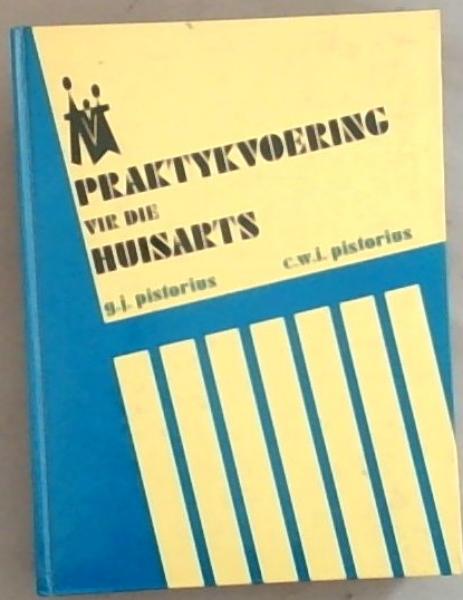 PRAKTYKVOERING
VIR DIE
HUISARTS
g.j. pistorius c.w.i. pistorius